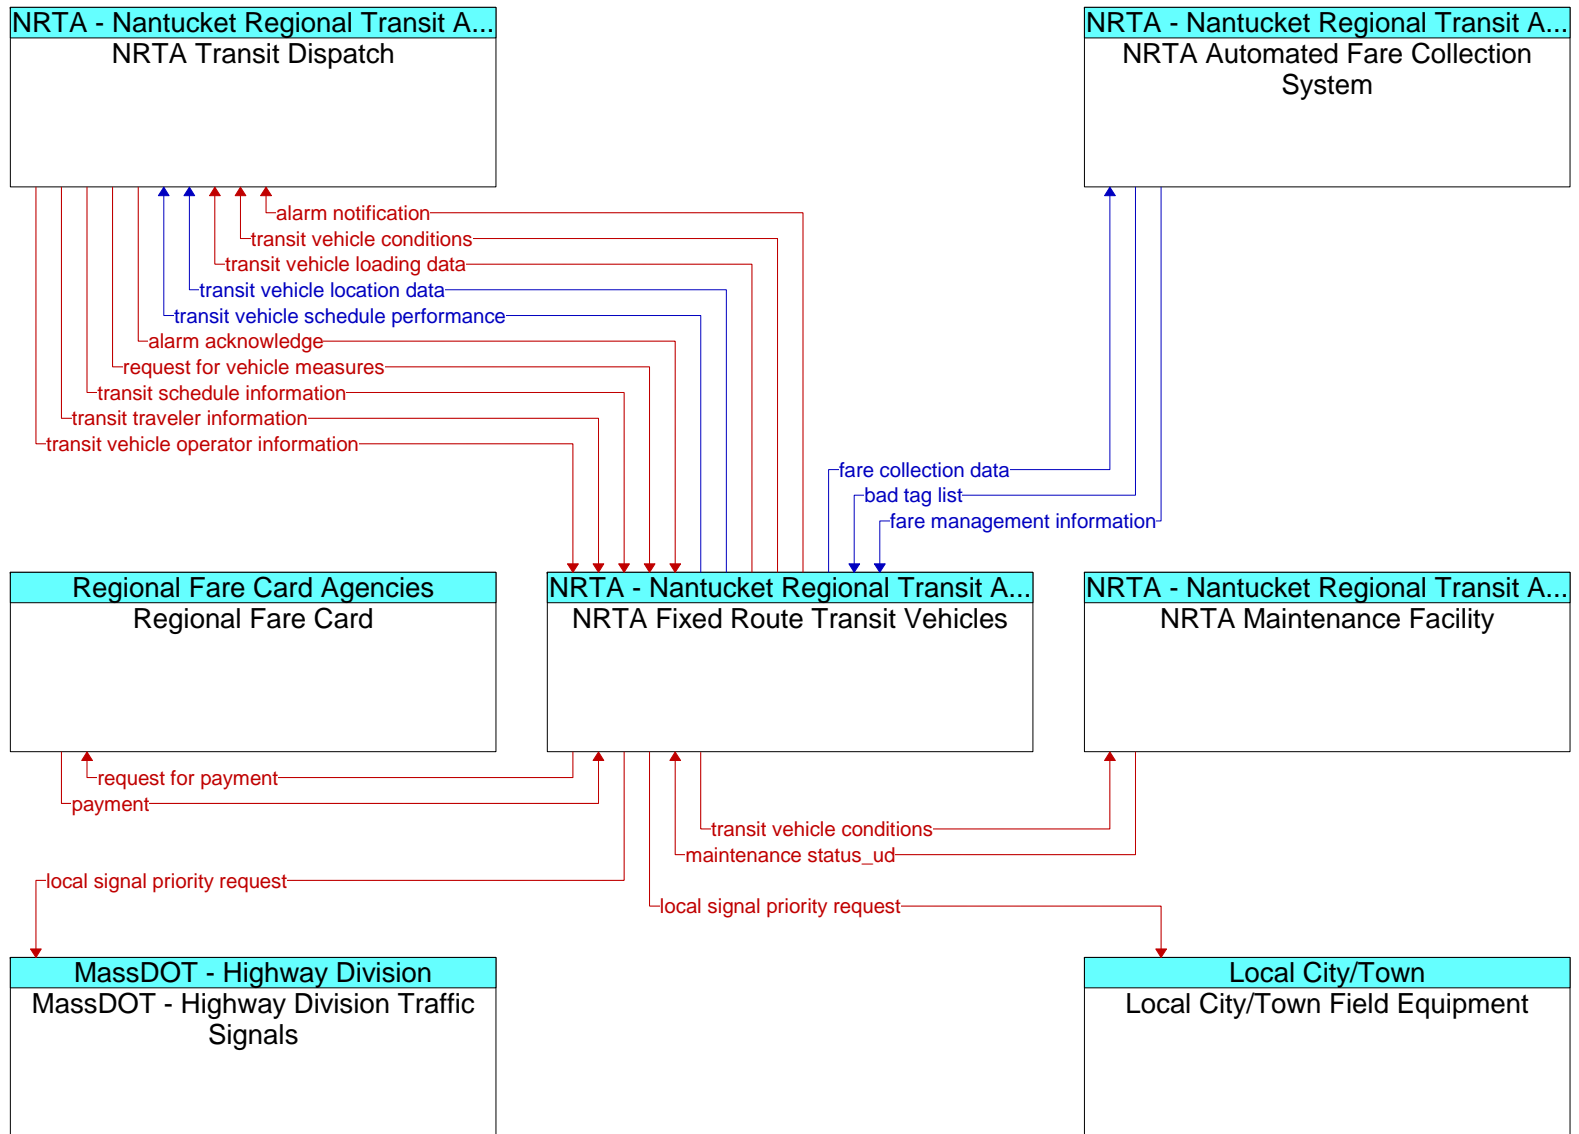 NRTA - Nantucket Regional Transit A...
NRTA Transit Dispatch
NRTA - Nantucket Regional Transit A...
NRTA Automated Fare Collection
System
alarm notification
transit vehicle conditions
transit vehicle loading data
transit vehicle location data
transit vehicle schedule performance
alarm acknowledge
request for vehicle measures
transit schedule information
transit traveler information
transit vehicle operator information
fare collection data
bad tag list
fare management information
Regional Fare Card Agencies
Regional Fare Card
NRTA - Nantucket Regional Transit A...
NRTA Fixed Route Transit Vehicles
NRTA - Nantucket Regional Transit A...
NRTA Maintenance Facility
request for payment
payment
transit vehicle conditions
maintenance status_ud
local signal priority request
local signal priority request
MassDOT - Highway Division
MassDOT - Highway Division Traffic
Signals
Local City/Town
Local City/Town Field Equipment